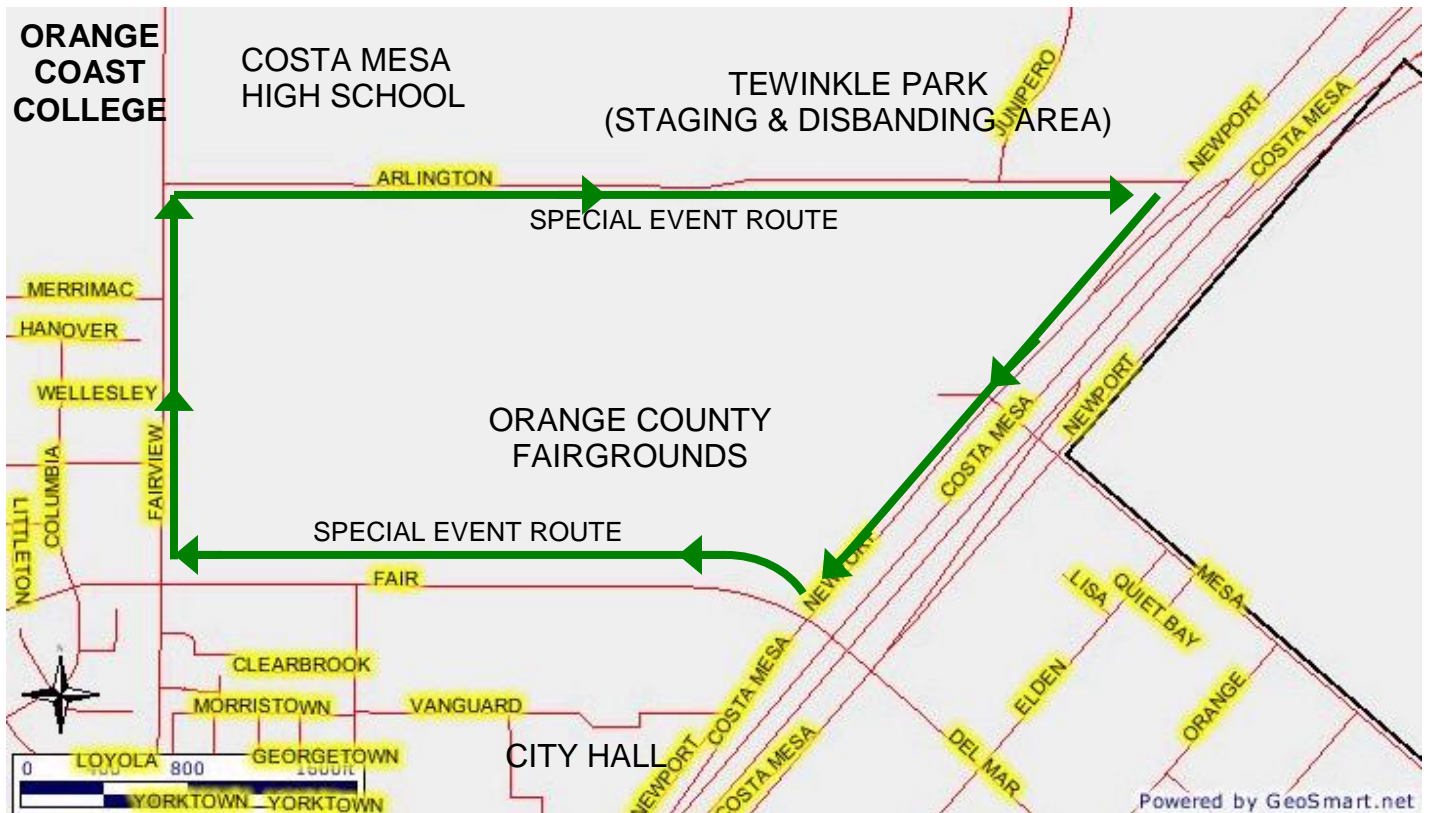 ORANGE
COAST
COLLEGE
COSTA MESA
HIGH SCHOOL
TEWINKLE PARK
(STAGING & DISBANDING AREA)
JUNIPERO
NEWPORT
COSTA MESA
ARLINGTON
SPECIAL EVENT ROUTE
MERRIMAC
HANOVER
WELLESLEY
FAIRVIEW
COLUMBIA
LITTLETON
ORANGE COUNTY
FAIRGROUNDS
COSTA MESA
NEWPORT
SPECIAL EVENT ROUTE
FAIR
NEWPORT
MESA
LISA
QUIET BAY
CLEARBROOK
ELDEN
ORANGE
MORRISTOWN
VANGUARD
COSTA MESA
DEL MAR
LOYOLA
GEORGETOWN
CITY HALL
NEWPORT
COSTA MESA
0 400 800 1600ft
YORKTOWN YORKTOWN
Powered by GeoSmart.net